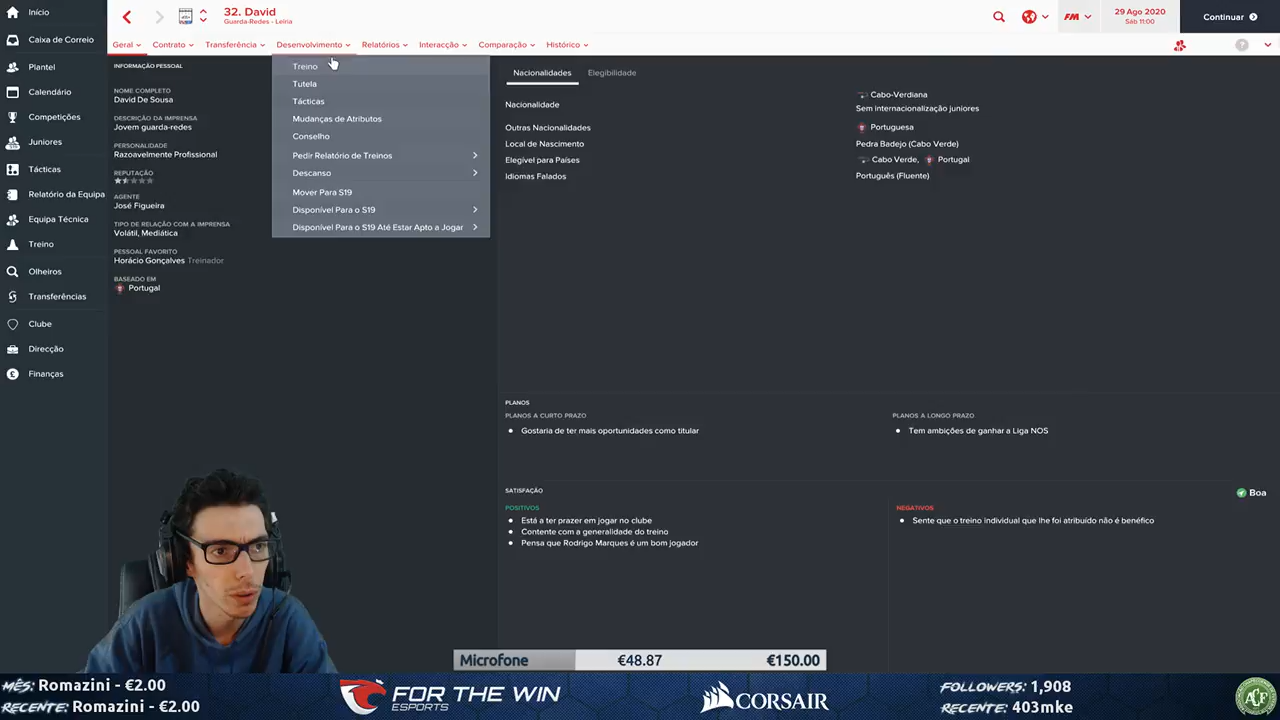 Início
Caixa de Correio
Plantel
Calendário
Competições
Juniores
Tácticas
Relatório da Equipa
Equipa Técnica
Treino
Olheiros
Transferências
Clube
Direcção
Finanças
32. David
Guarda-Redes - Leiria
FM
29 Ago 2020
Sáb 11:00
Continuar
Geral
Contrato
Transferência
Desenvolvimento
Relatórios
Interacção
Comparação
Histórico
INFORMAÇÃO PESSOAL
NOME COMPLETO
David De Sousa
DESCRIÇÃO DA IMPRENSA
Jovem guarda-redes
PERSONALIDADE
Razoavelmente Profissional
REPUTAÇÃO
AGENTE
José Figueira
TIPO DE RELAÇÃO COM A IMPRENSA
Volátil, Mediática
PESSOAL FAVORITO
Horácio Gonçalves Treinador
BASEADO EM
Portugal
Treino
Tutela
Tácticas
Mudanças de Atributos
Conselho
Pedir Relatório de Treinos
Descanso
Mover Para S19
Disponível Para o S19
Disponível Para o S19 Até Estar Apto a Jogar
Nacionalidades
Elegibilidade
Nacionalidade
Cabo-Verdiana
Sem internacionalização juniores
Outras Nacionalidades
Portuguesa
Local de Nascimento
Pedra Badejo (Cabo Verde)
Elegível para Países
Cabo Verde, Portugal
Idiomas Falados
Português (Fluente)
PLANOS
PLANOS A CURTO PRAZO
Gostaria de ter mais oportunidades como titular
PLANOS A LONGO PRAZO
Tem ambições de ganhar a Liga NOS
SATISFAÇÃO
Boa
POSITIVOS
Está a ter prazer em jogar no clube
Contente com a generalidade do treino
Pensa que Rodrigo Marques é um bom jogador
NEGATIVOS
Sente que o treino individual que lhe foi atribuído não é benéfico
Microfone €48.87 €150.00
MÊS: Romazini - €2.00
RECENTE: Romazini - €2.00
FOR THE WIN
ESPORTS
CORSAIR
FOLLOWERS: 1,908
RECENTE: 403mke
ACF